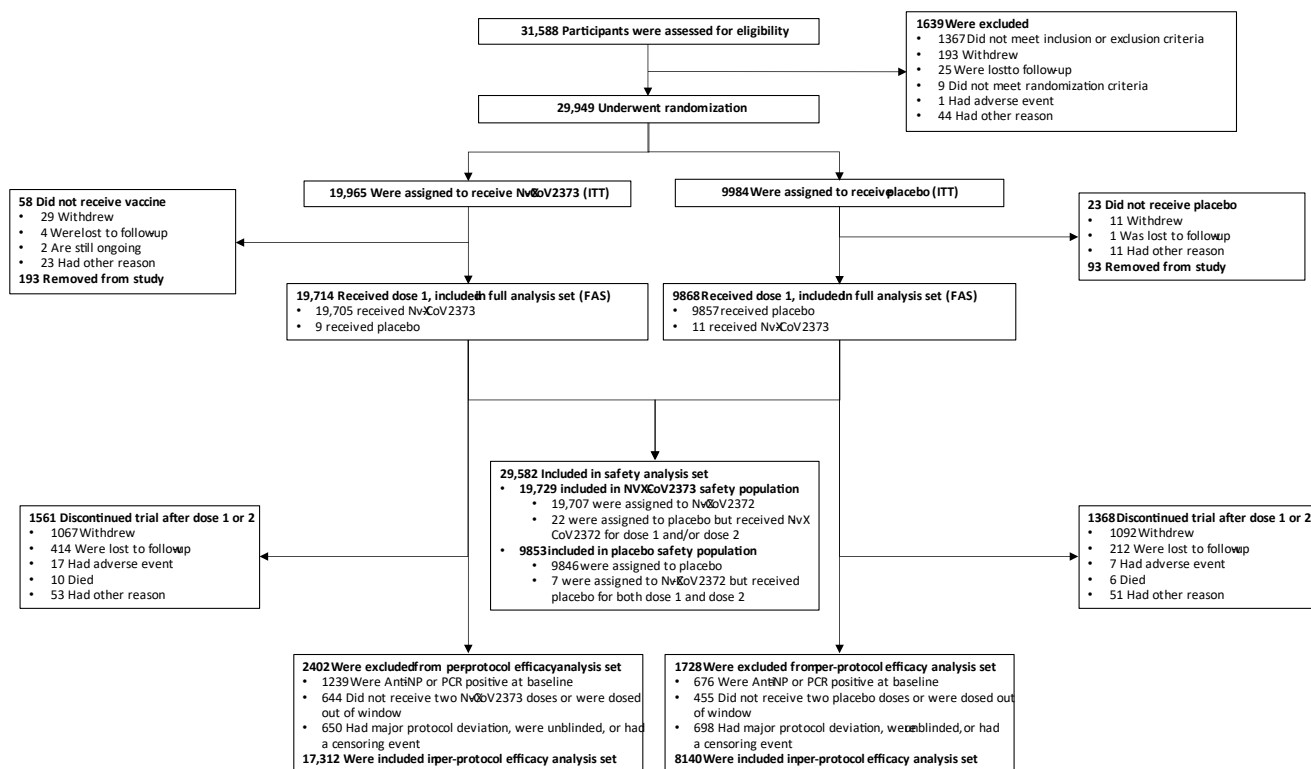 31,588 Participants were assessed for eligibility
1639 Were excluded
• 1367 Did not meet inclusion or exclusion criteria
• 193 Withdrew
• 25 Were lost to follow-up
• 9 Did not meet randomization criteria
• 1 Had adverse event
• 44 Had other reason
29,949 Underwent randomization
19,965 Were assigned to receive NvX-CoV2373 (ITT)
9984 Were assigned to receive placebo (ITT)
58 Did not receive vaccine
• 29 Withdrew
• 4 Were lost to follow-up
• 2 Are still ongoing
• 23 Had other reason
193 Removed from study
23 Did not receive placebo
• 11 Withdrew
• 1 Was lost to follow-up
• 11 Had other reason
93 Removed from study
19,714 Received dose 1, included in full analysis set (FAS)
• 19,705 received NvX-CoV2373
• 9 received placebo
9868 Received dose 1, included in full analysis set (FAS)
• 9857 received placebo
• 11 received NvX-CoV2373
29,582 Included in safety analysis set
• 19,729 included in NVX-CoV2373 safety population
• 19,707 were assigned to NvX-CoV2372
• 22 were assigned to placebo but received NvX-
CoV2372 for dose 1 and/or dose 2
• 9853 included in placebo safety population
• 9846 were assigned to placebo
• 7 were assigned to NvX-CoV2372 but received
placebo for both dose 1 and dose 2
1561 Discontinued trial after dose 1 or 2
• 1067 Withdrew
• 414 Were lost to follow-up
• 17 Had adverse event
• 10 Died
• 53 Had other reason
1368 Discontinued trial after dose 1 or 2
• 1092 Withdrew
• 212 Were lost to follow-up
• 7 Had adverse event
• 6 Died
• 51 Had other reason
2402 Were excluded from per-protocol efficacy analysis set
• 1239 Were Anti-NP or PCR positive at baseline
• 644 Did not receive two NvX-CoV2373 doses or were dosed
out of window
• 650 Had major protocol deviation, were unblinded, or had
a censoring event
17,312 Were included in per-protocol efficacy analysis set
1728 Were excluded from per-protocol efficacy analysis set
• 676 Were Anti-NP or PCR positive at baseline
• 455 Did not receive two placebo doses or were dosed out
of window
• 698 Had major protocol deviation, were unblinded, or had
a censoring event
8140 Were included in per-protocol efficacy analysis set